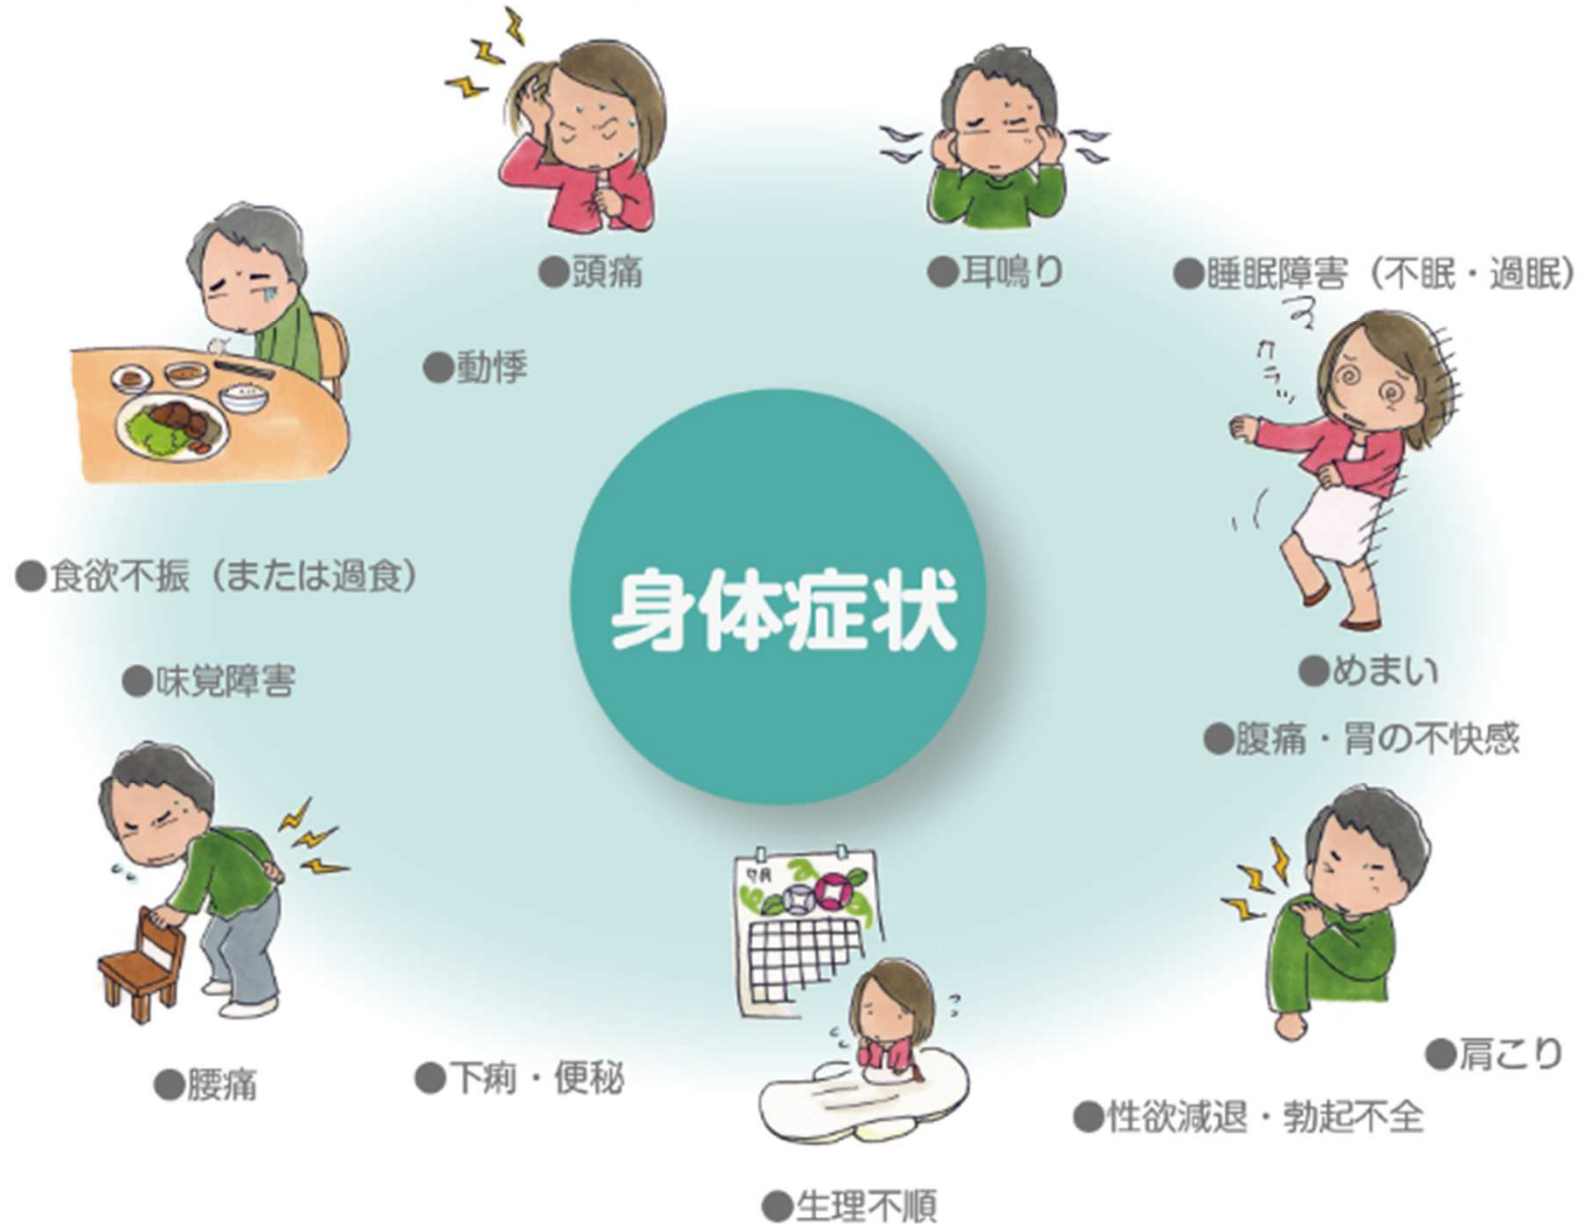 ●頭痛
●耳鳴り
●睡眠障害（不眠・過眠）
●動悸
●食欲不振（または過食）
身体症状
●味覚障害
●めまい
●腹痛・胃の不快感
7月
●腰痛
●下痢・便秘
●肩こり
●性欲減退・勃起不全
●生理不順